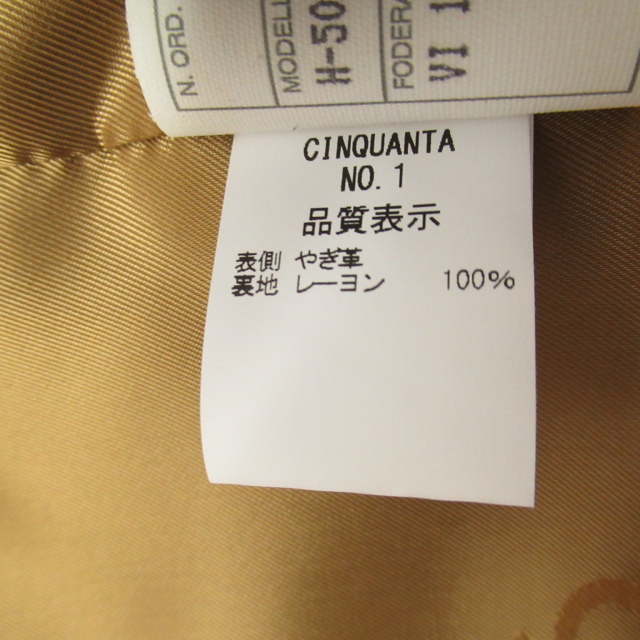 N. ORD.
MODELL
H-50
FODERA
VI 1
CINQUANTA
NO.1
品質表示
表側 やぎ革
裏地 レーヨン 100%